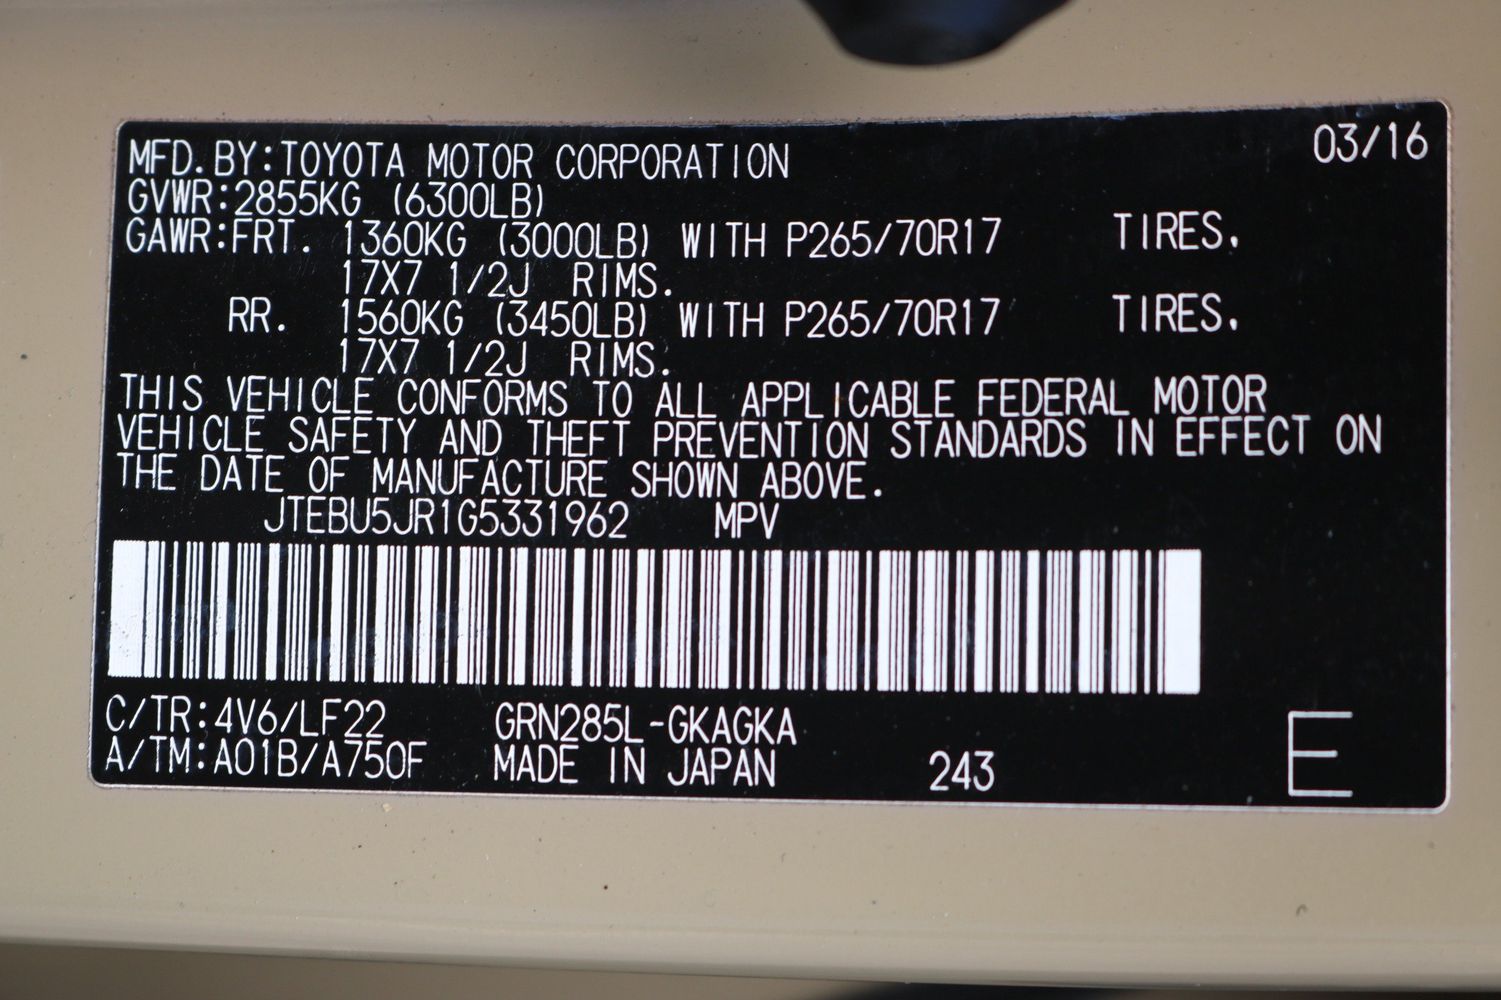 03/16
MFD.BY:TOYOTA MOTOR CORPORATION
GVWR:2855KG (6300LB)
GAWR:FRT. 1360KG (3000LB) WITH P265/70R17 TIRES.
17X7 1/2J RIMS.
RR. 1560KG (3450LB) WITH P265/70R17 TIRES.
17X7 1/2J RIMS.
THIS VEHICLE CONFORMS TO ALL APPLICABLE FEDERAL MOTOR
VEHICLE SAFETY AND THEFT PREVENTION STANDARDS IN EFFECT ON
THE DATE OF MANUFACTURE SHOWN ABOVE.
JTEBU5JR1G5331962 MPV
C/TR:4V6/LF22 GRN285L-GKAGKA
A/TM:A01B/A750F MADE IN JAPAN 243 E